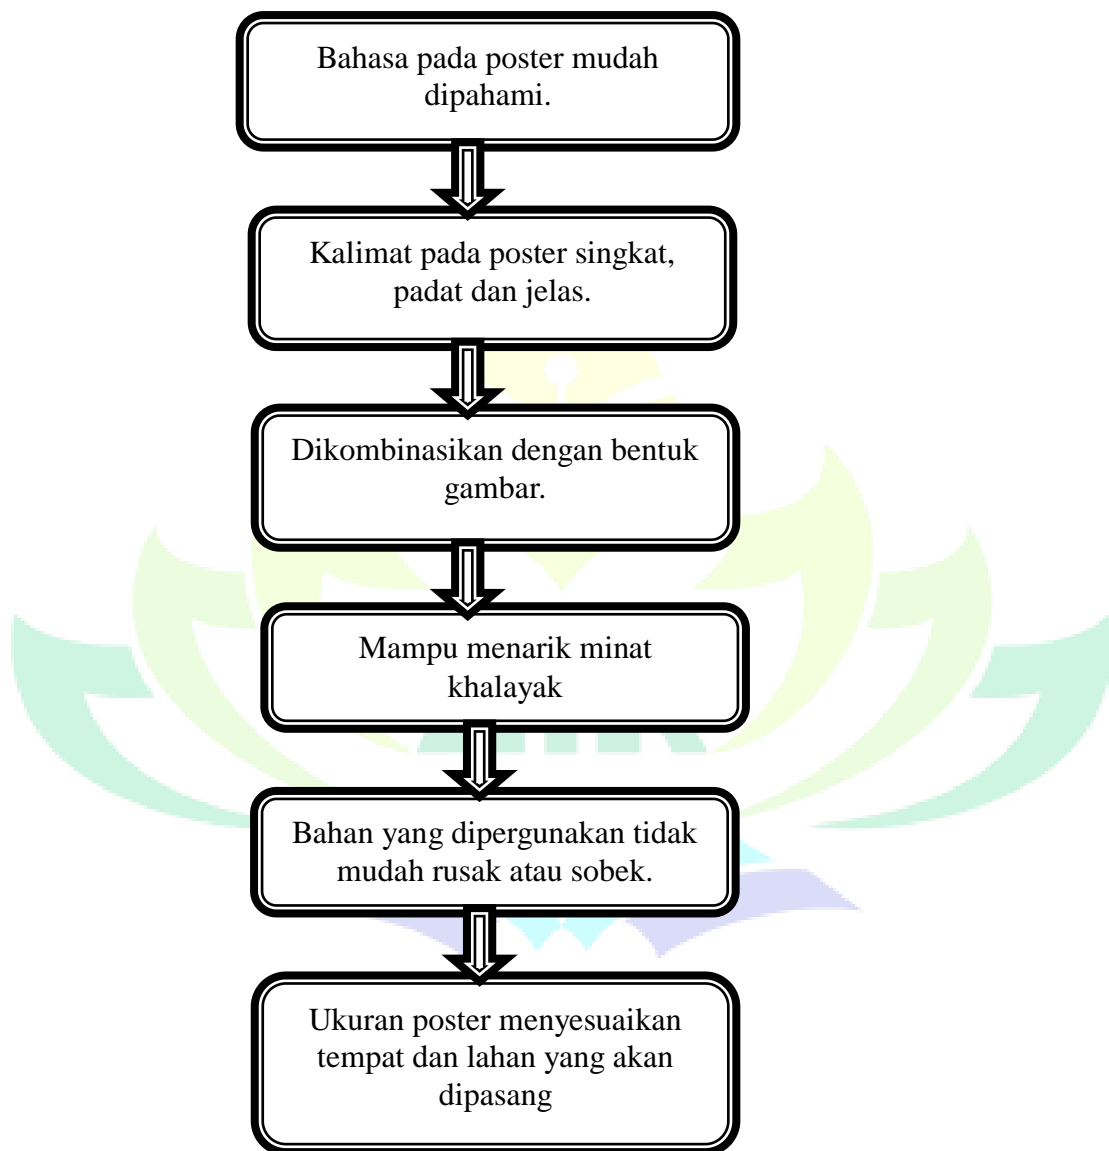 Bahasa pada poster mudah
dipahami.
Kalimat pada poster singkat,
padat dan jelas.
Dikombinasikan dengan bentuk
gambar.
Mampu menarik minat
khalayak
Bahan yang dipergunakan tidak
mudah rusak atau sobek.
Ukuran poster menyesuaikan
tempat dan lahan yang akan
dipasang